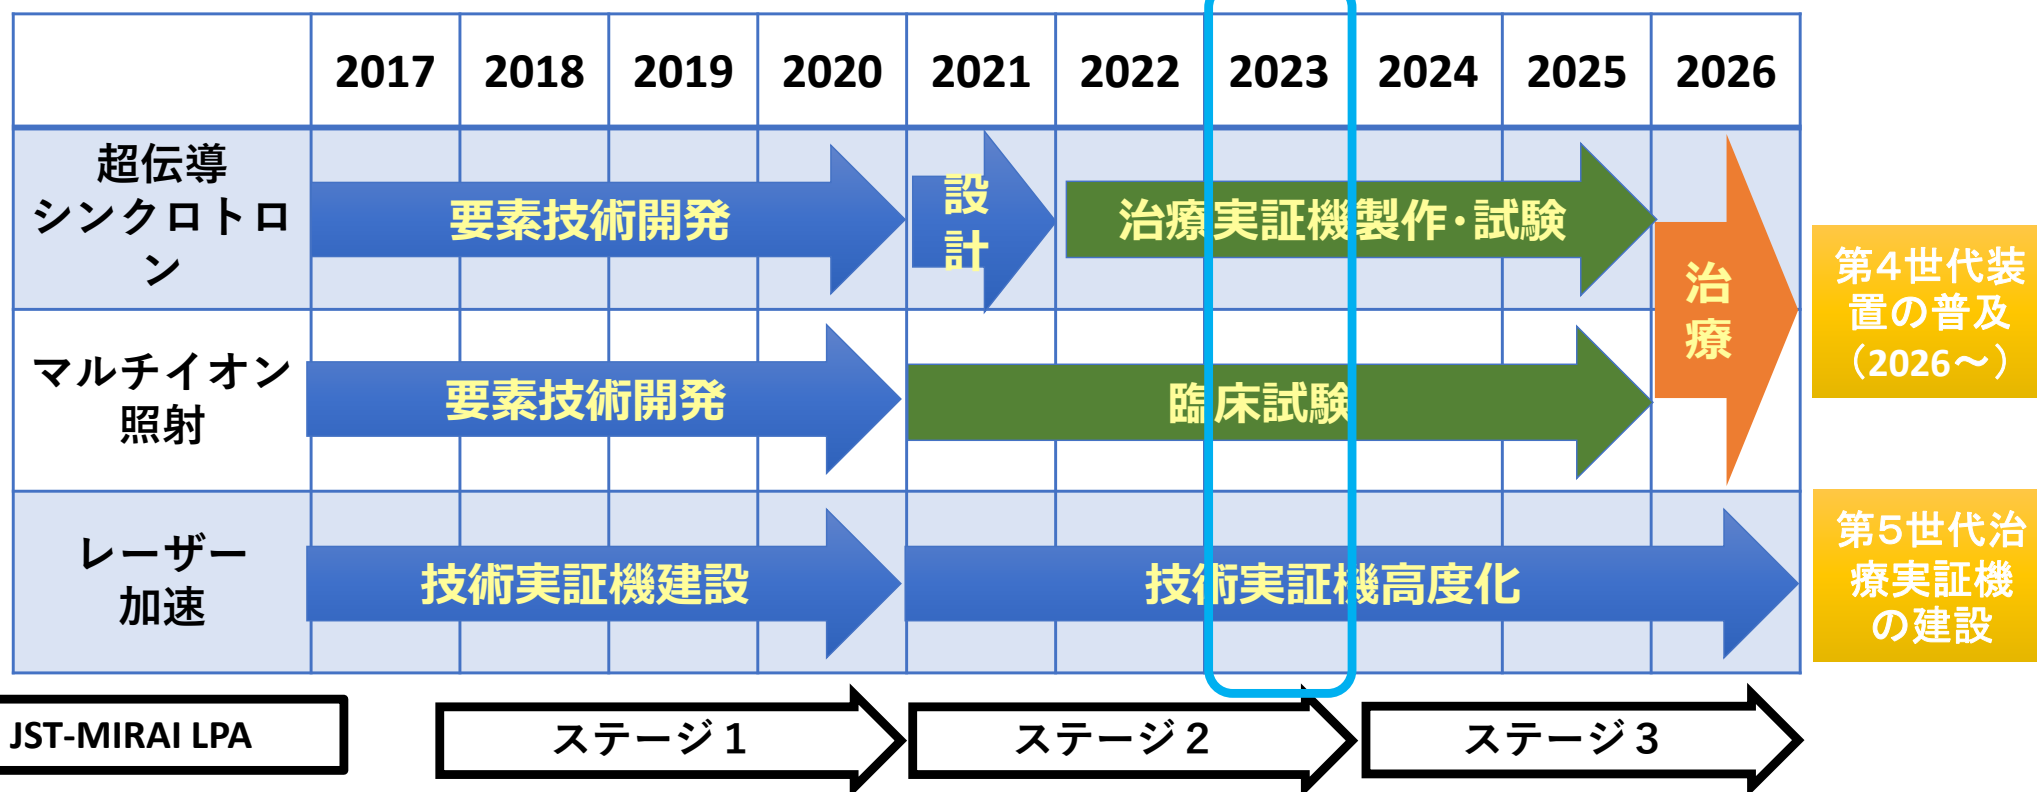 2017 2018 2019 2020 2021 2022 2023 2024 2025 2026
超伝導
シンクロトロ
ン
要素技術開発
設
計
治療実証機製作・試験
治
療
第4世代装
置の普及
（2026～）
マルチイオン
照射
要素技術開発
臨床試験
レーザー
加速
技術実証機建設
技術実証機高度化
第5世代治
療実証機
の建設
JST-MIRAI LPA
ステージ１
ステージ２
ステージ３